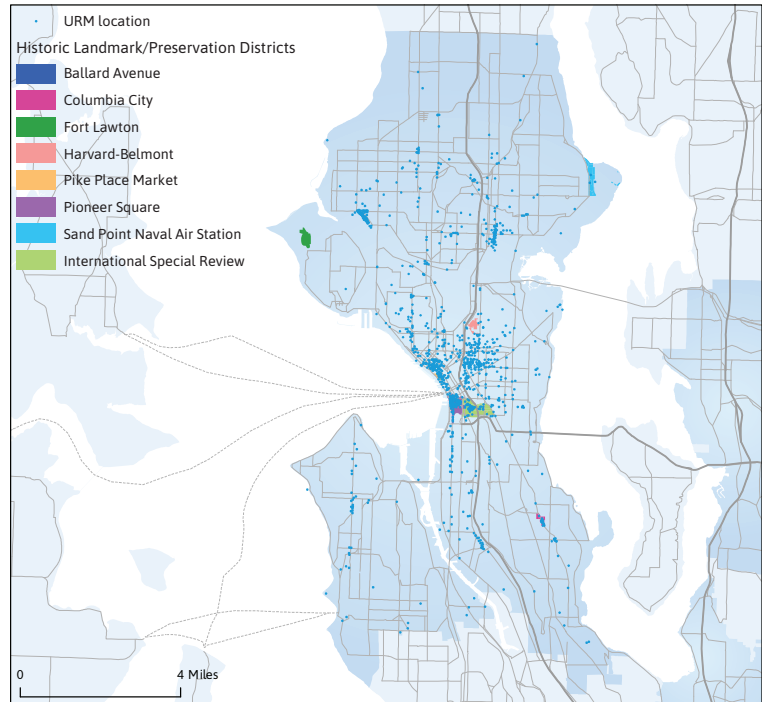 URM location
Historic Landmark/Preservation Districts
Ballard Avenue
Columbia City
Fort Lawton
Harvard-Belmont
Pike Place Market
Pioneer Square
Sand Point Naval Air Station
International Special Review
0 4 Miles